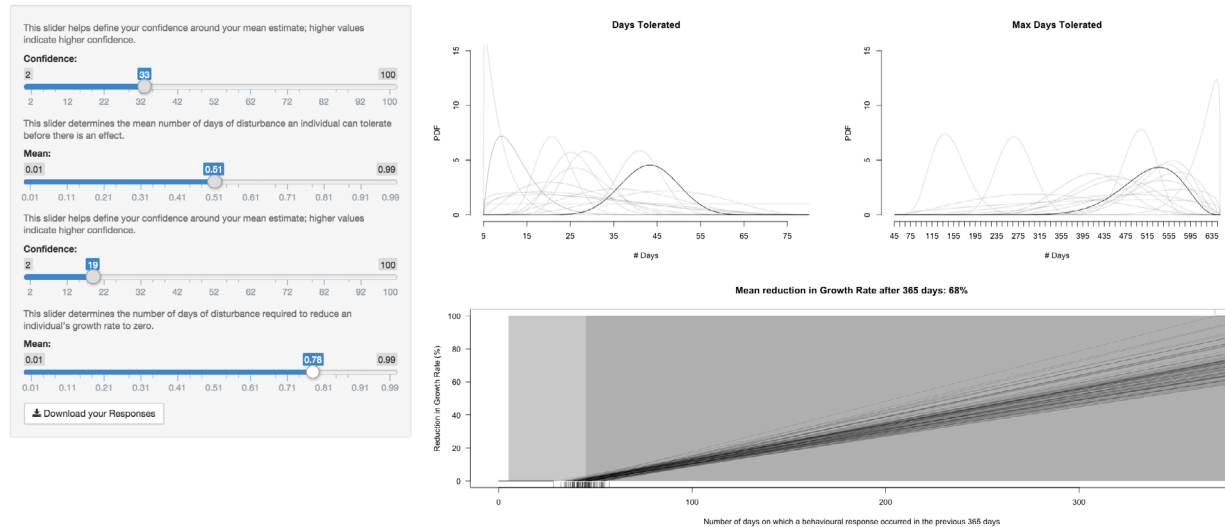 This slider helps define your confidence around your mean estimate; higher values
indicate higher confidence.
Confidence:
2 33 100
2 12 22 32 42 52 62 72 82 92 100
This slider determines the mean number of days of disturbance an individual can tolerate
before there is an effect.
Mean:
0.01 0.51 0.99
0.01 0.11 0.21 0.31 0.41 0.51 0.61 0.71 0.81 0.91 0.99
This slider helps define your confidence around your mean estimate; higher values
indicate higher confidence.
Confidence:
2 19 100
2 12 22 32 42 52 62 72 82 92 100
This slider determines the number of days of disturbance required to reduce an
individual's growth rate to zero.
Mean:
0.01 0.78 0.99
0.01 0.11 0.21 0.31 0.41 0.51 0.61 0.71 0.81 0.91 0.99
Download your Responses
Days Tolerated
PDF
15
10
5
0
5 15 25 35 45 55 65 75
# Days
Max Days Tolerated
PDF
15
10
5
0
45 75 115 155 195 235 275 315 355 395 435 475 515 555 595 635
# Days
Mean reduction in Growth Rate after 365 days: 68%
Reduction in Growth Rate (%)
100
80
60
40
20
0
0 100 200 300
Number of days on which a behavioural response occurred in the previous 365 days